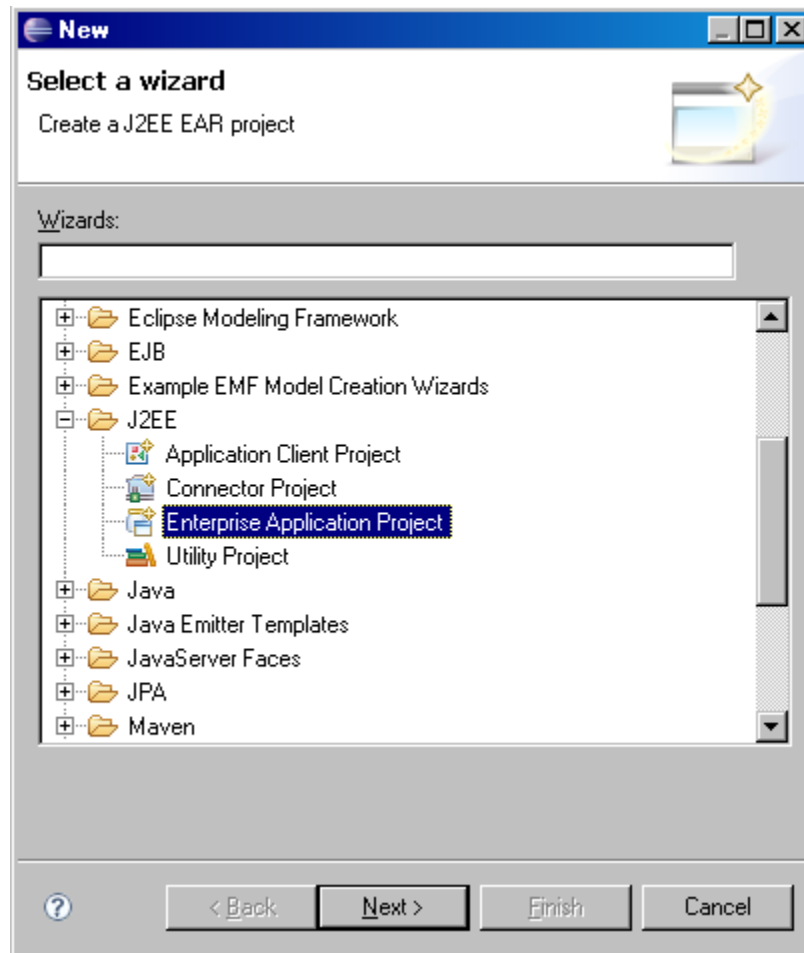 New
Select a wizard
Create a J2EE EAR project
Wizards:
Eclipse Modeling Framework
EJB
Example EMF Model Creation Wizards
J2EE
Application Client Project
Connector Project
Enterprise Application Project
Utility Project
Java
Java Emitter Templates
JavaServer Faces
JPA
Maven
? < Back Next > Finish Cancel